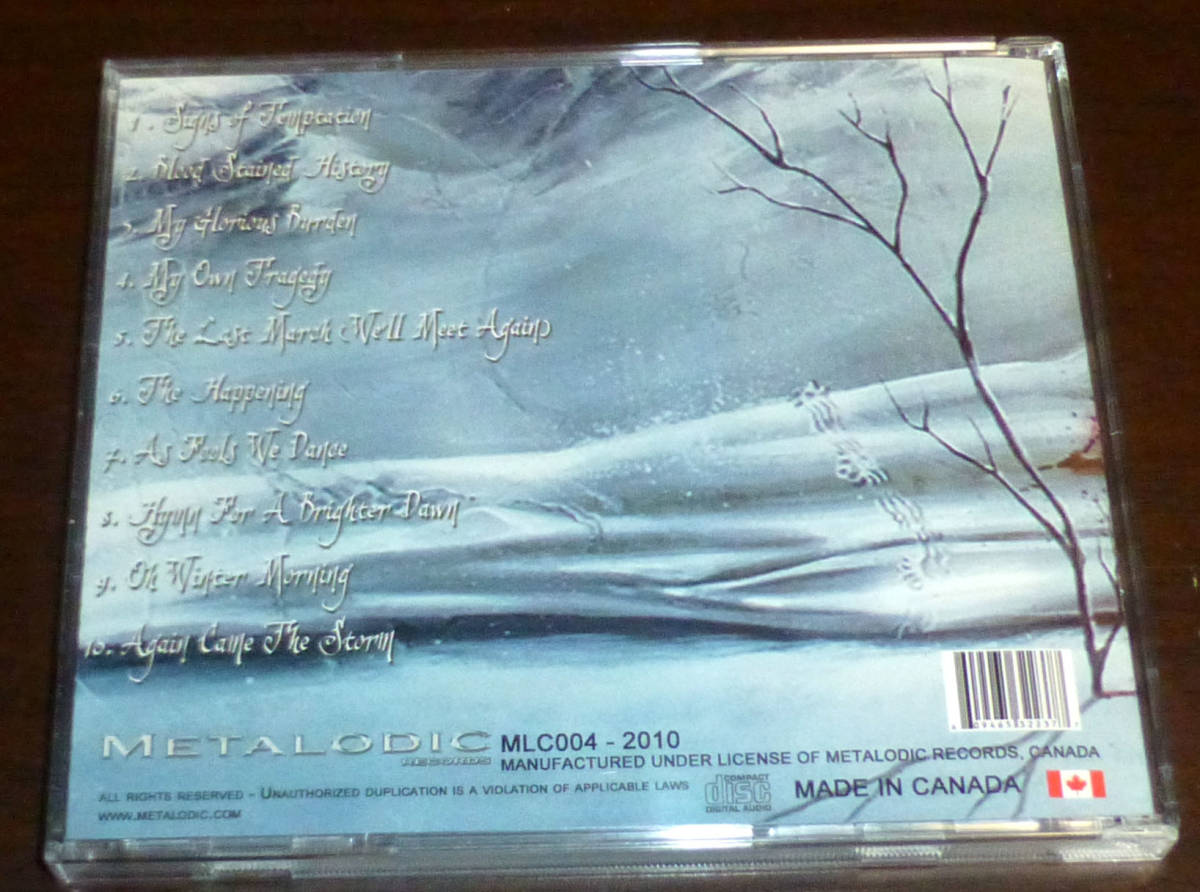 1. Signs of Temptation
2. Blood Stained History
3. My Glorious Burden
4. My Own Tragedy
5. The Last March (We'll Meet Again)
6. The Happening
7. As Fools We Dance
8. Hymn For A Brighter Dawn
9. Oh Winter Morning
10. Again Came The Storm
METALODIC
RECORDS
MLC004 - 2010
MANUFACTURED UNDER LICENSE OF METALODIC RECORDS, CANADA
ALL RIGHTS RESERVED - UNAUTHORIZED DUPLICATION IS A VIOLATION OF APPLICABLE LAWS
WWW.METALODIC.COM
COMPACT
disc
DIGITAL AUDIO
MADE IN CANADA